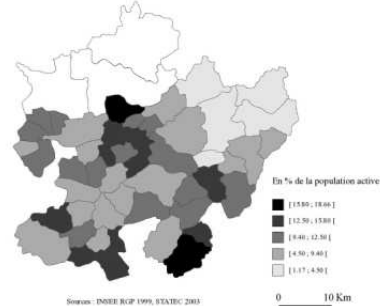 En % de la population active
[15.80 ; 18.66 [
[12.50 ; 15.80 [
[9.40 ; 12.50 [
[4.50 ; 9.40 [
[1.17 ; 4.50 [
Sources : INSEE RGP 1999, STATEC 2003
0 10 Km